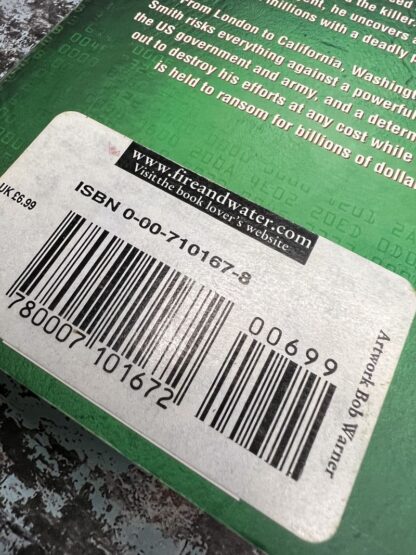 the killer
he uncovers
millions with a deadly
From London to California, Washingt
Smith risks everything against a powerful
the US government and army, and a deter
out to destroy his efforts at any cost while
is held to ransom for billions of dolla
www.fireandwater.com
Visit the book lover's website
UK £6.99
ISBN 0-00-710167-8
00699
780007 101672
Artwork Bob Warner